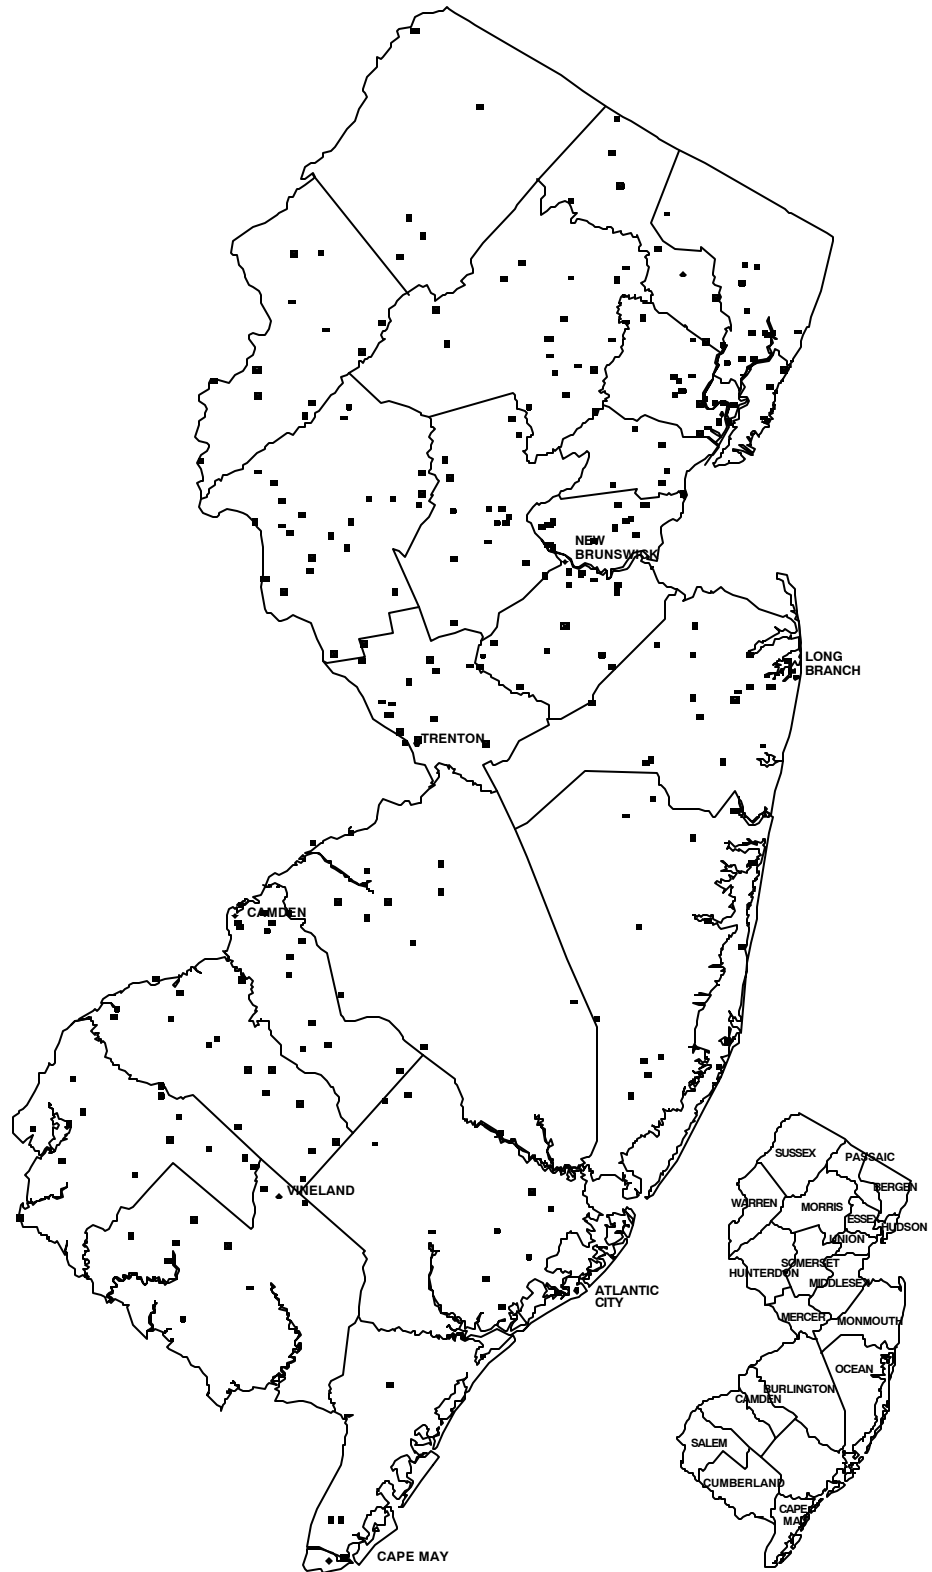 NEW
BRUNSWICK
LONG
BRANCH
TRENTON
CAMDEN
VINELAND
ATLANTIC
CITY
CAPE MAY
SUSSEX
PASSAIC
BERGEN
WARREN
MORRIS
ESSEX
HUDSON
UNION
SOMERSET
HUNTERDON
MIDDLESEX
MERCER
MONMOUTH
OCEAN
BURLINGTON
CAMDEN
SALEM
CUMBERLAND
CAPE
MAY